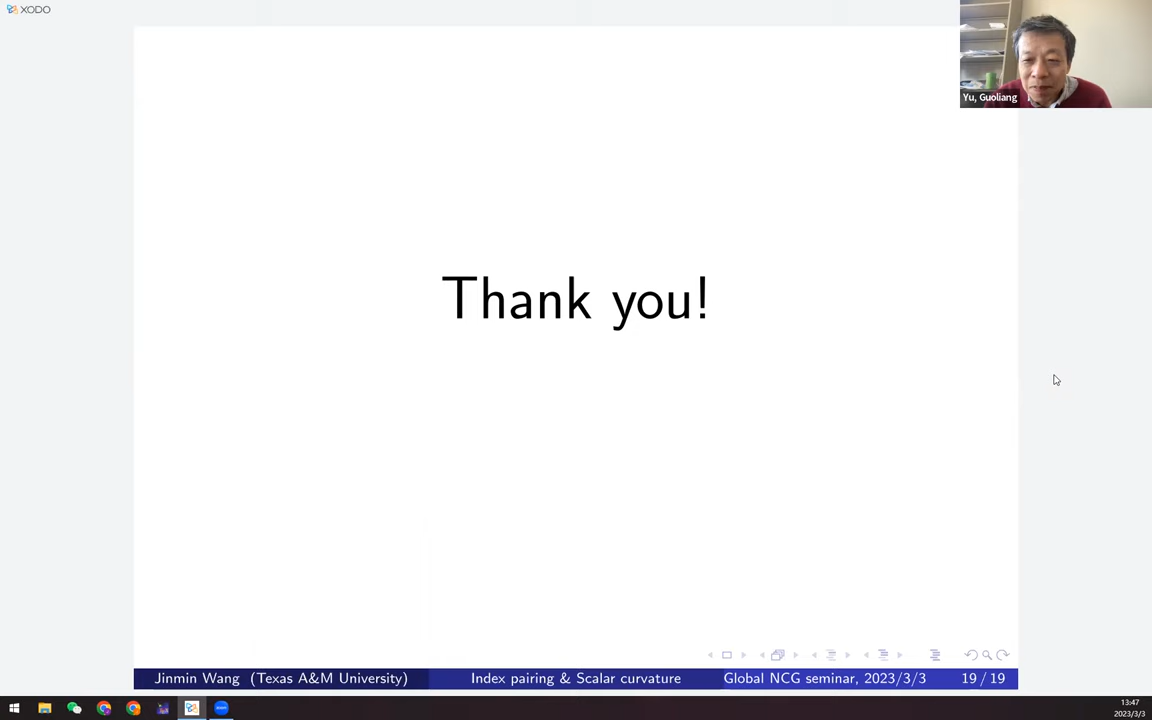 XODO
Yu, Guoliang
Thank you!
Jinmin Wang (Texas A&M University)
Index pairing & Scalar curvature
Global NCG seminar, 2023/3/3
19 / 19
13:47
2023/3/3